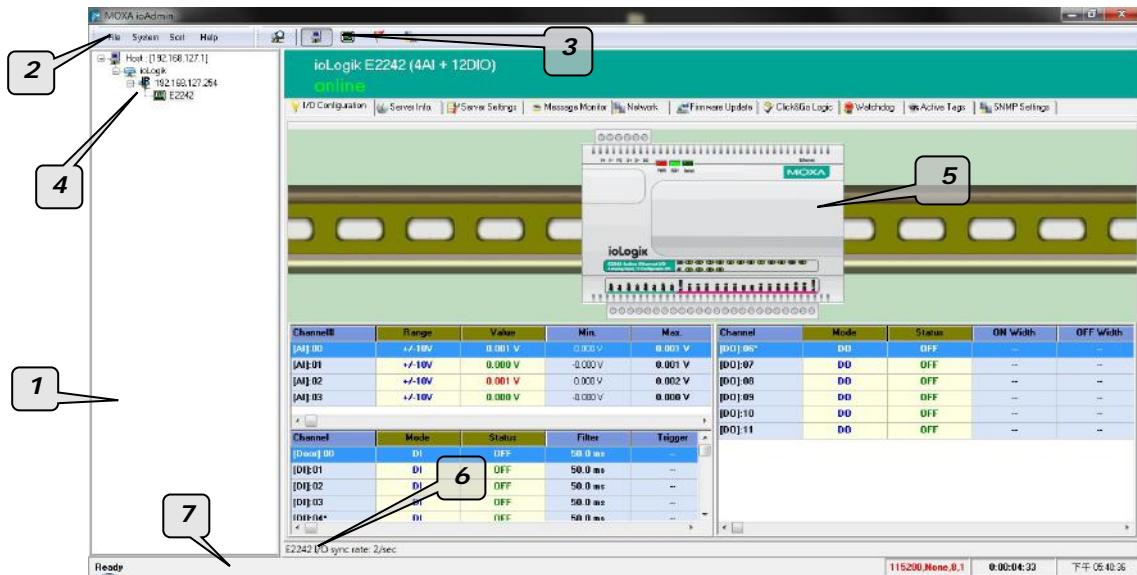 MOXA ioAdmin
File System Sort Help
Host : [192.168.127.1]
ioLogik
192.168.127.254
E2242
ioLogik E2242 (4AI + 12DIO)
online
I/O Configuration Server Info. Server Settings Message Monitor Network Firmware Update Click&Go Logic Watchdog Active Tags SNMP Settings
MOXA
ioLogik
Channel Range Value Min. Max.
[AI]:00 +/-10V 0.001 V 0.000 V 0.001 V
[AI]:01 +/-10V 0.000 V -0.000 V 0.001 V
[AI]:02 +/-10V 0.001 V 0.000 V 0.002 V
[AI]:03 +/-10V 0.000 V -0.000 V 0.000 V
Channel Mode Status Filter Trigger
[Door]:00 DI OFF 50.0 ms --
[DI]:01 DI OFF 50.0 ms --
[DI]:02 DI OFF 50.0 ms --
[DI]:03 DI OFF 50.0 ms --
[DI]:04* DI OFF 50.0 ms --
Channel Mode Status ON Width OFF Width
[DO]:06* DO OFF -- --
[DO]:07 DO OFF -- --
[DO]:08 DO OFF -- --
[DO]:09 DO OFF -- --
[DO]:10 DO OFF -- --
[DO]:11 DO OFF -- --
E2242 I/O sync rate: 2/sec
Ready 115200,None,8,1 0:00:04:33 下午 05:40:36
1
2
3
4
5
6
7